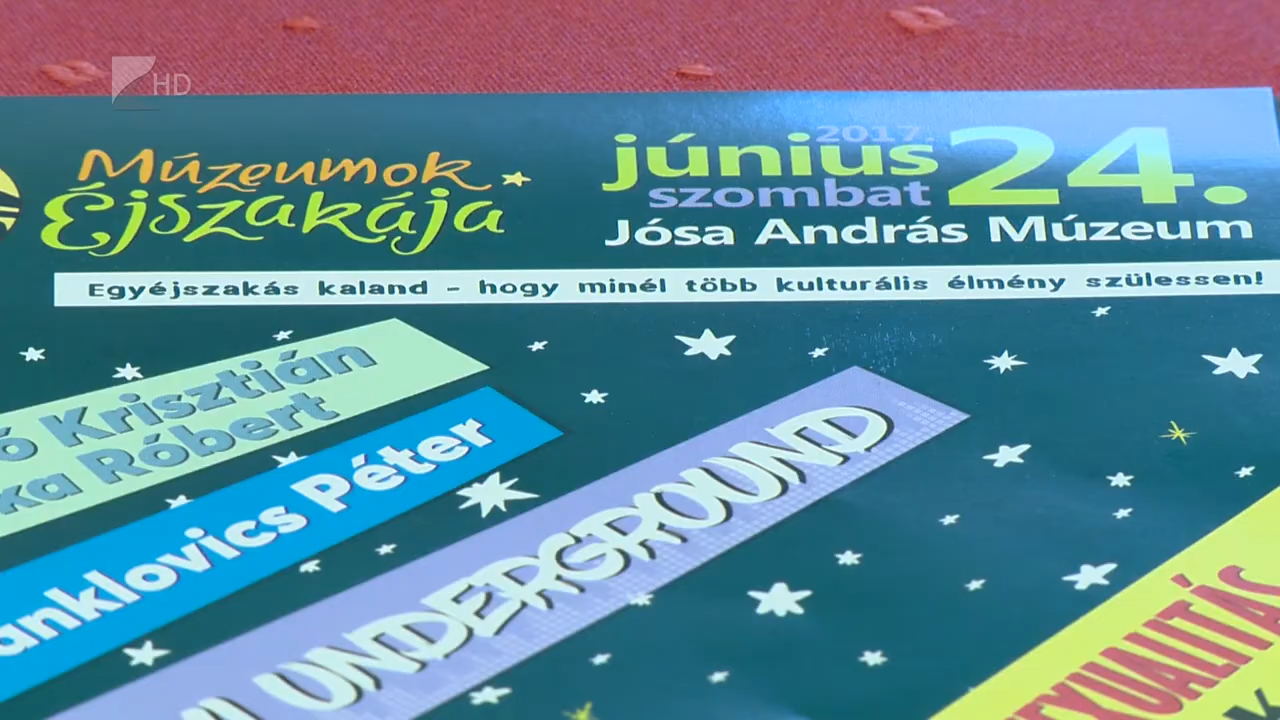 HD
Múzeumok
Éjszakája
2017.
június 24.
szombat
Jósa András Múzeum
Egyéjszakás kaland - hogy minél több kulturális élmény szülessen!
Krisztián
Róbert
Péter
UNDERGROUND